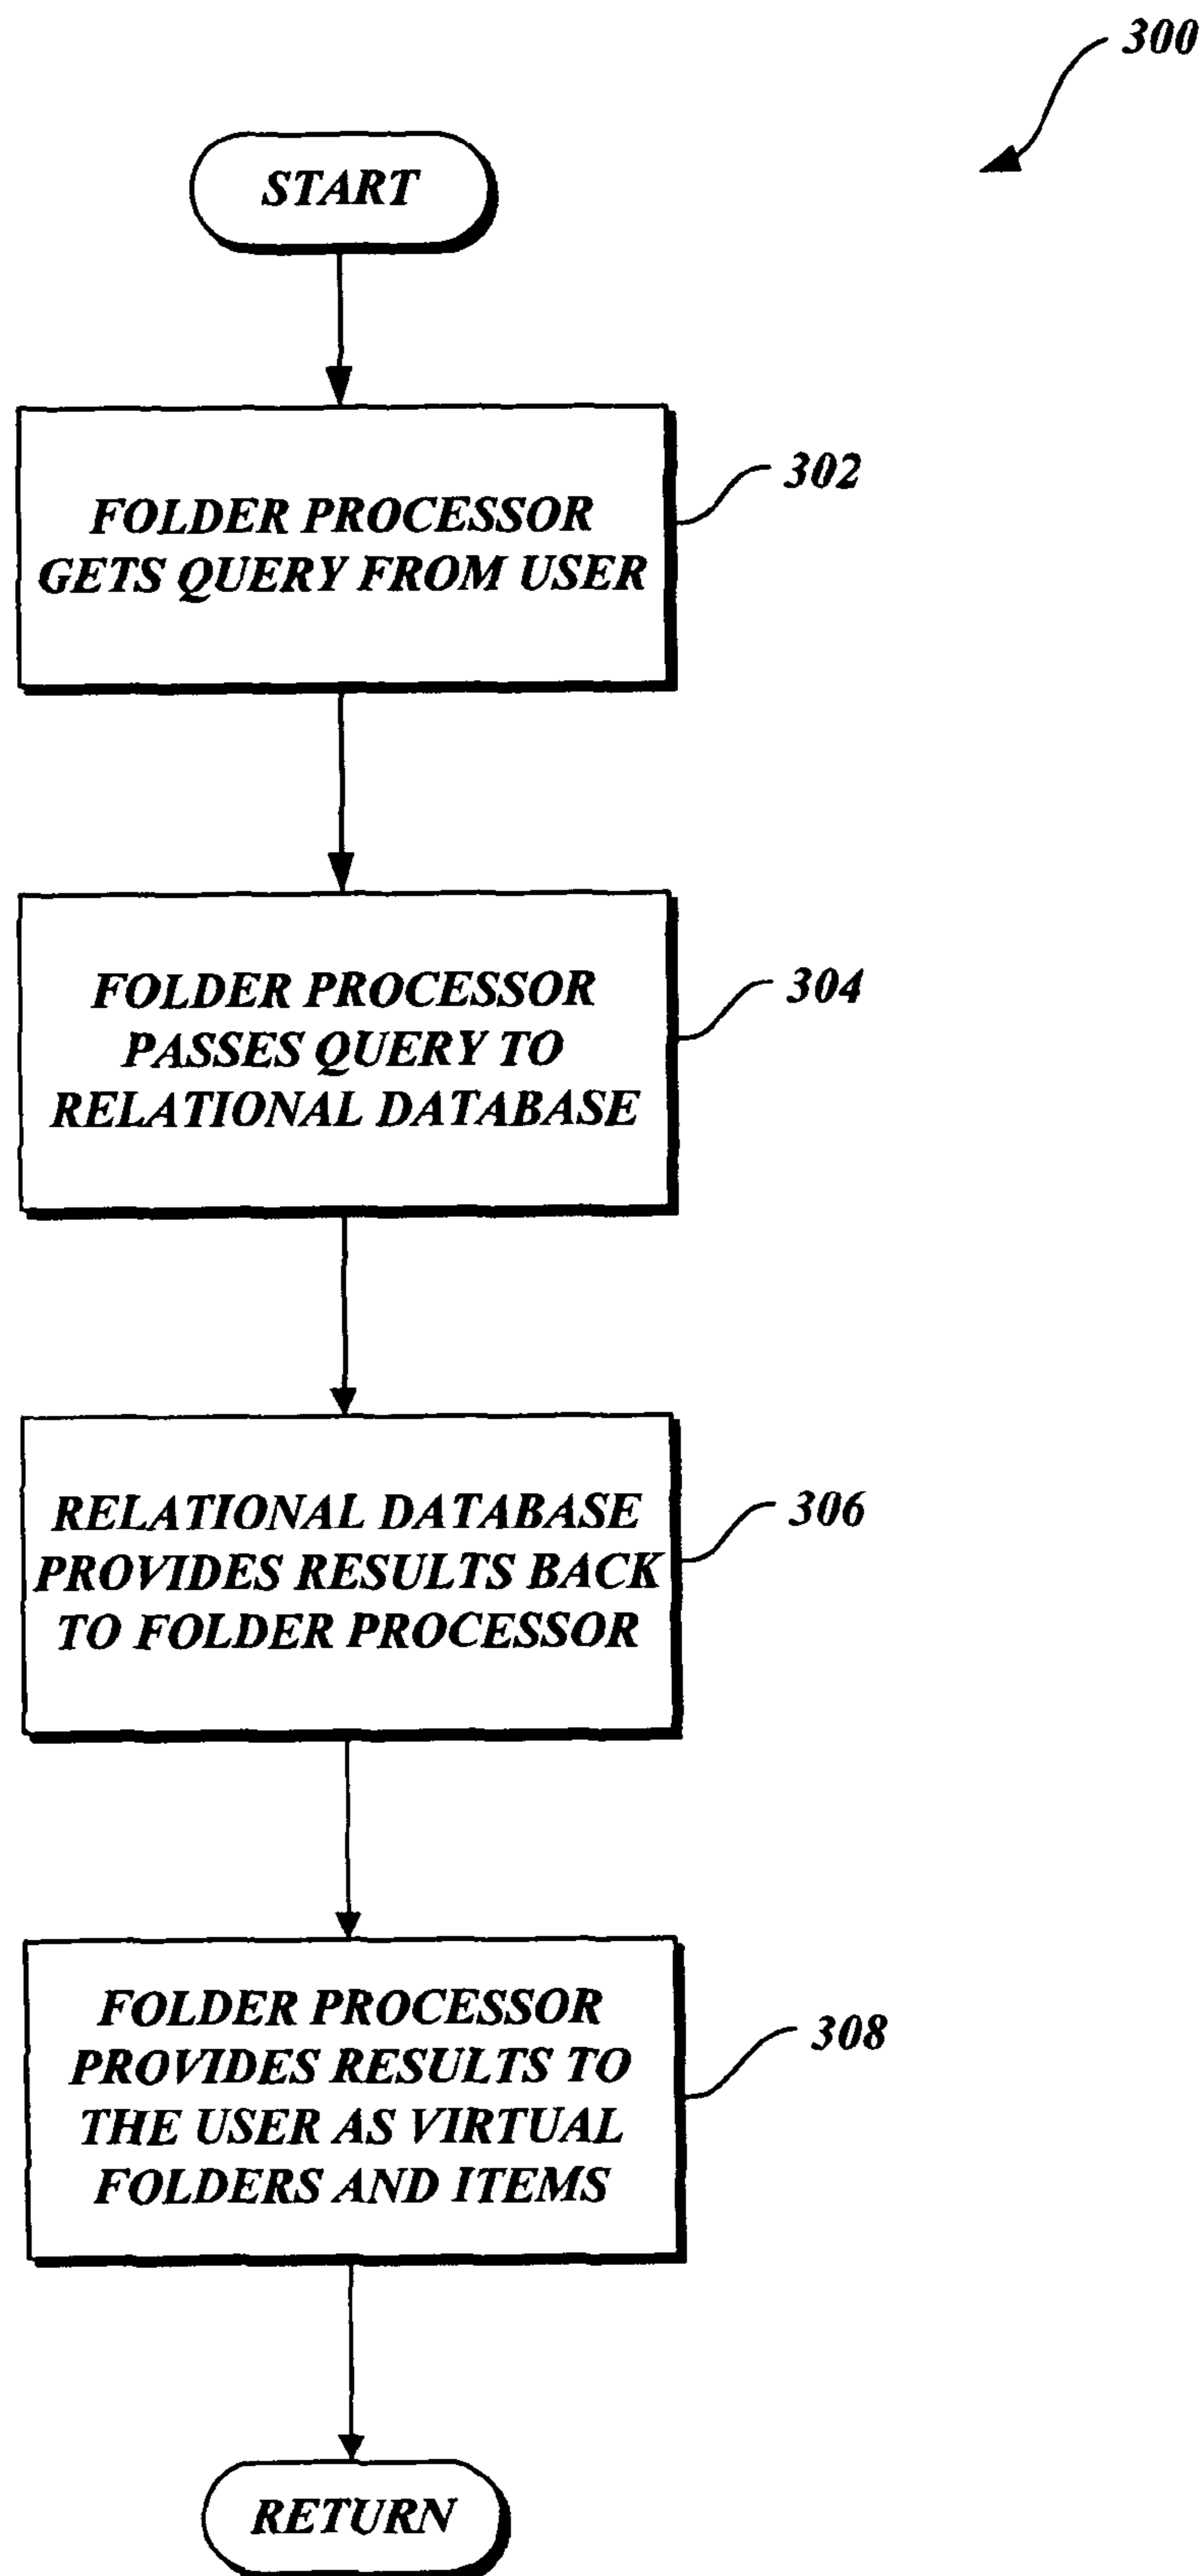 300
START
FOLDER PROCESSOR
GETS QUERY FROM USER
302
FOLDER PROCESSOR
PASSES QUERY TO
RELATIONAL DATABASE
304
RELATIONAL DATABASE
PROVIDES RESULTS BACK
TO FOLDER PROCESSOR
306
FOLDER PROCESSOR
PROVIDES RESULTS TO
THE USER AS VIRTUAL
FOLDERS AND ITEMS
308
RETURN